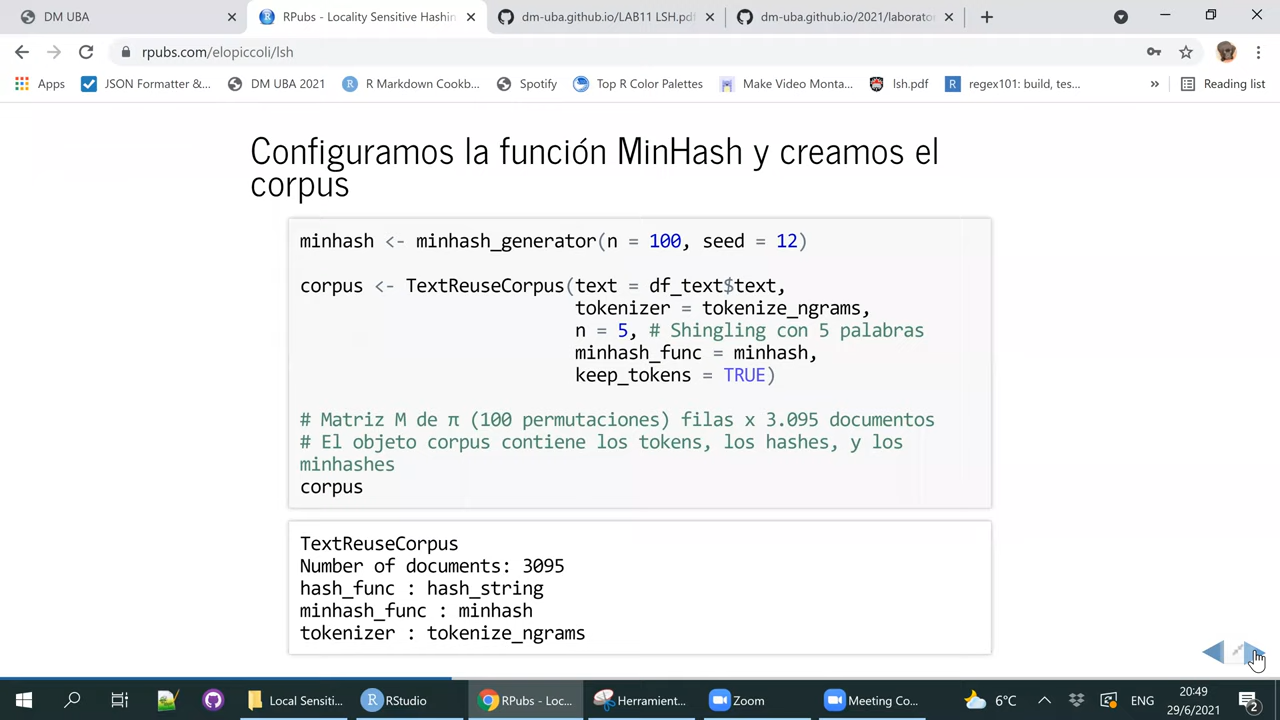 DM UBA
RPubs - Locality Sensitive Hashin
dm-uba.github.io/LAB11 LSH.pdf
dm-uba.github.io/2021/laborato
rpubs.com/elopiccoli/lsh
Apps
JSON Formatter &...
DM UBA 2021
R Markdown Cookb...
Spotify
Top R Color Palettes
Make Video Monta...
lsh.pdf
regex101: build, tes...
»
Reading list
Configuramos la función MinHash y creamos el
corpus
minhash <- minhash_generator(n = 100, seed = 12)
corpus <- TextReuseCorpus(text = df_text$text,
tokenizer = tokenize_ngrams,
n = 5, # Shingling con 5 palabras
minhash_func = minhash,
keep_tokens = TRUE)
# Matriz M de π (100 permutaciones) filas x 3.095 documentos
# El objeto corpus contiene los tokens, los hashes, y los
minhashes
corpus
TextReuseCorpus
Number of documents: 3095
hash_func : hash_string
minhash_func : minhash
tokenizer : tokenize_ngrams
Local Sensiti...
RStudio
RPubs - Loc...
Herramient...
Zoom
Meeting Co...
6°C
ENG
20:49
29/6/2021
2